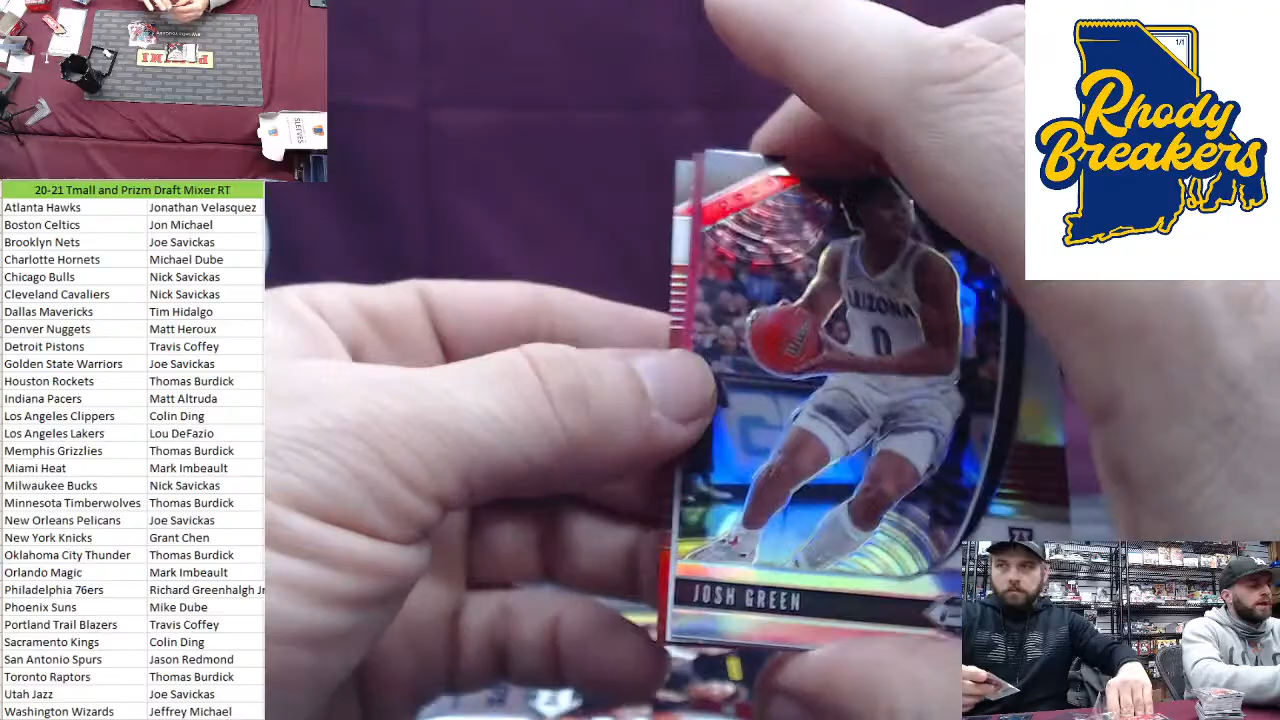 PANINI
SLEEVES
20-21 Tmall and Prizm Draft Mixer RT
Atlanta Hawks Jonathan Velasquez
Boston Celtics Jon Michael
Brooklyn Nets Joe Savickas
Charlotte Hornets Michael Dube
Chicago Bulls Nick Savickas
Cleveland Cavaliers Nick Savickas
Dallas Mavericks Tim Hidalgo
Denver Nuggets Matt Heroux
Detroit Pistons Travis Coffey
Golden State Warriors Joe Savickas
Houston Rockets Thomas Burdick
Indiana Pacers Matt Altruda
Los Angeles Clippers Colin Ding
Los Angeles Lakers Lou DeFazio
Memphis Grizzlies Thomas Burdick
Miami Heat Mark Imbeault
Milwaukee Bucks Nick Savickas
Minnesota Timberwolves Thomas Burdick
New Orleans Pelicans Joe Savickas
New York Knicks Grant Chen
Oklahoma City Thunder Thomas Burdick
Orlando Magic Mark Imbeault
Philadelphia 76ers Richard Greenhalgh Jr
Phoenix Suns Mike Dube
Portland Trail Blazers Travis Coffey
Sacramento Kings Colin Ding
San Antonio Spurs Jason Redmond
Toronto Raptors Thomas Burdick
Utah Jazz Joe Savickas
Washington Wizards Jeffrey Michael
ARIZONA
0
JOSH GREEN
1/1
Rhody
Breakers